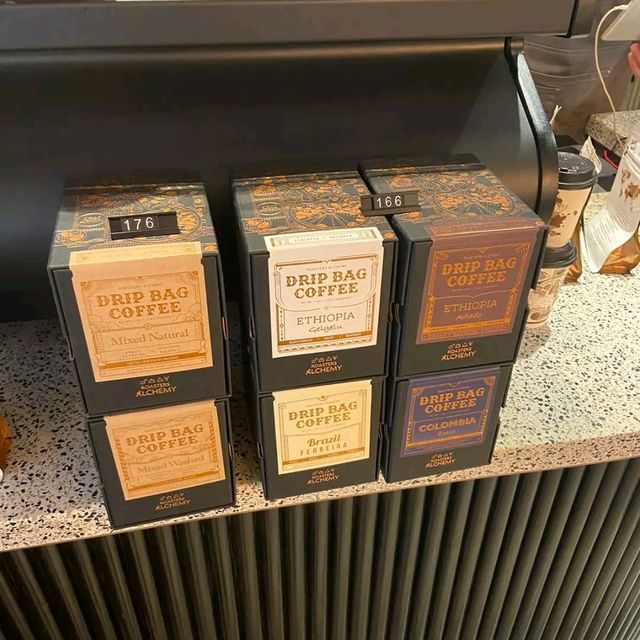 176
166
DRIP BAG
COFFEE
Mixed Natural
ROASTERS
ALCHEMY
DRIP BAG
COFFEE
ETHIOPIA
Gelgelu
ROASTERS
ALCHEMY
DRIP BAG
COFFEE
ETHIOPIA
Adado
ROASTERS
ALCHEMY
DRIP BAG
COFFEE
Mixed Washed
ROASTERS
ALCHEMY
DRIP BAG
COFFEE
Brazil
FERREIRA
ROASTERS
ALCHEMY
DRIP BAG
COFFEE
COLOMBIA
ROASTERS
ALCHEMY